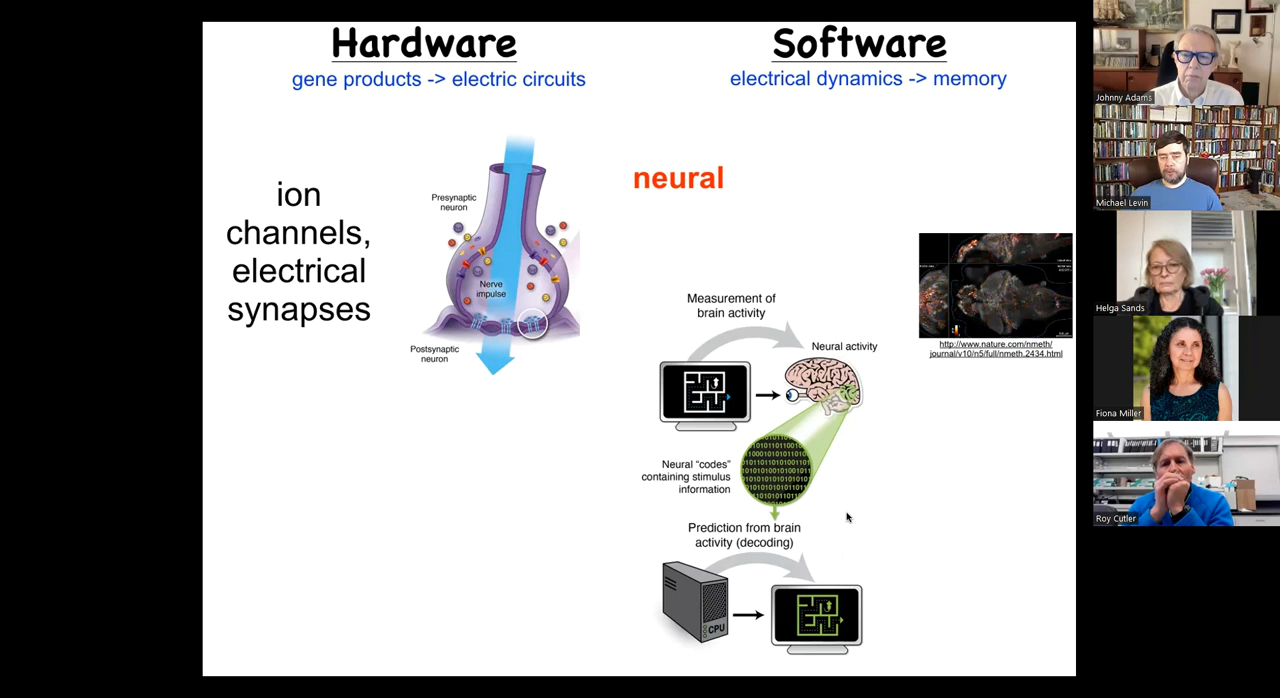 Hardware
gene products -> electric circuits
Software
electrical dynamics -> memory
ion
channels,
electrical
synapses
Presynaptic
neuron
Nerve
impulse
Postsynaptic
neuron
neural
Measurement of
brain activity
Neural activity
Neural “codes”
containing stimulus
information
Prediction from brain
activity (decoding)
CPU
http://www.nature.com/nmeth/
journal/v10/n5/full/nmeth.2434.html
Johnny Adams
Michael Levin
Helga Sands
Fiona Miller
Roy Cutler